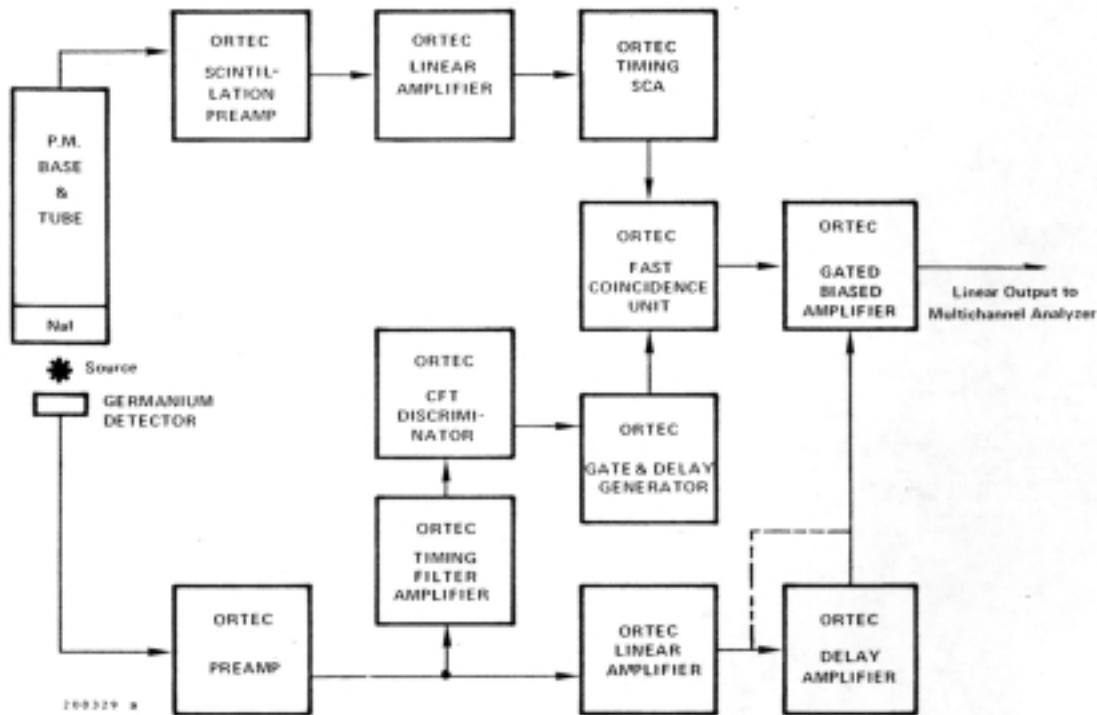 ORTEC
SCINTIL-
LATION
PREAMP
ORTEC
LINEAR
AMPLIFIER
ORTEC
TIMING
SCA
P.M.
BASE
&
TUBE
NaI
Source
GERMANIUM
DETECTOR
ORTEC
FAST
COINCIDENCE
UNIT
ORTEC
GATED
BIASED
AMPLIFIER
Linear Output to
Multichannel Analyzer
ORTEC
CFT
DISCRIMI-
NATOR
ORTEC
GATE & DELAY
GENERATOR
ORTEC
TIMING
FILTER
AMPLIFIER
ORTEC
PREAMP
ORTEC
LINEAR
AMPLIFIER
ORTEC
DELAY
AMPLIFIER